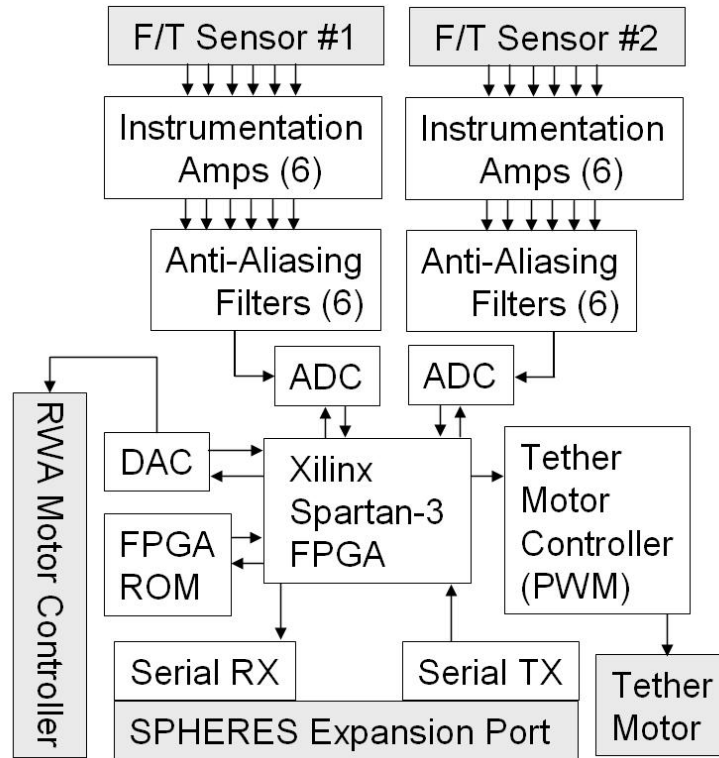 F/T Sensor #1
F/T Sensor #2
Instrumentation
Amps (6)
Instrumentation
Amps (6)
Anti-Aliasing
Filters (6)
Anti-Aliasing
Filters (6)
ADC
ADC
RWA Motor Controller
DAC
Xilinx
Spartan-3
FPGA
Tether
Motor
Controller
(PWM)
FPGA
ROM
Serial RX
Serial TX
SPHERES Expansion Port
Tether
Motor